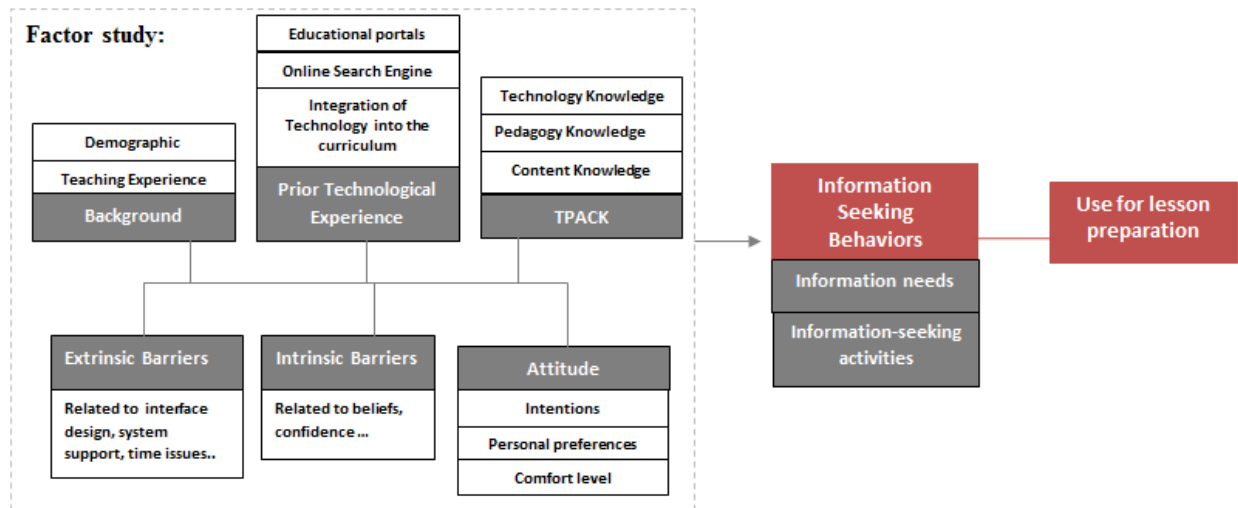 Factor study:
Educational portals
Online Search Engine
Integration of
Technology into the
curriculum
Prior Technological
Experience
Demographic
Teaching Experience
Background
Technology Knowledge
Pedagogy Knowledge
Content Knowledge
TPACK
Extrinsic Barriers
Related to interface
design, system
support, time issues..
Intrinsic Barriers
Related to beliefs,
confidence ...
Attitude
Intentions
Personal preferences
Comfort level
Information
Seeking
Behaviors
Information needs
Information-seeking
activities
Use for lesson
preparation